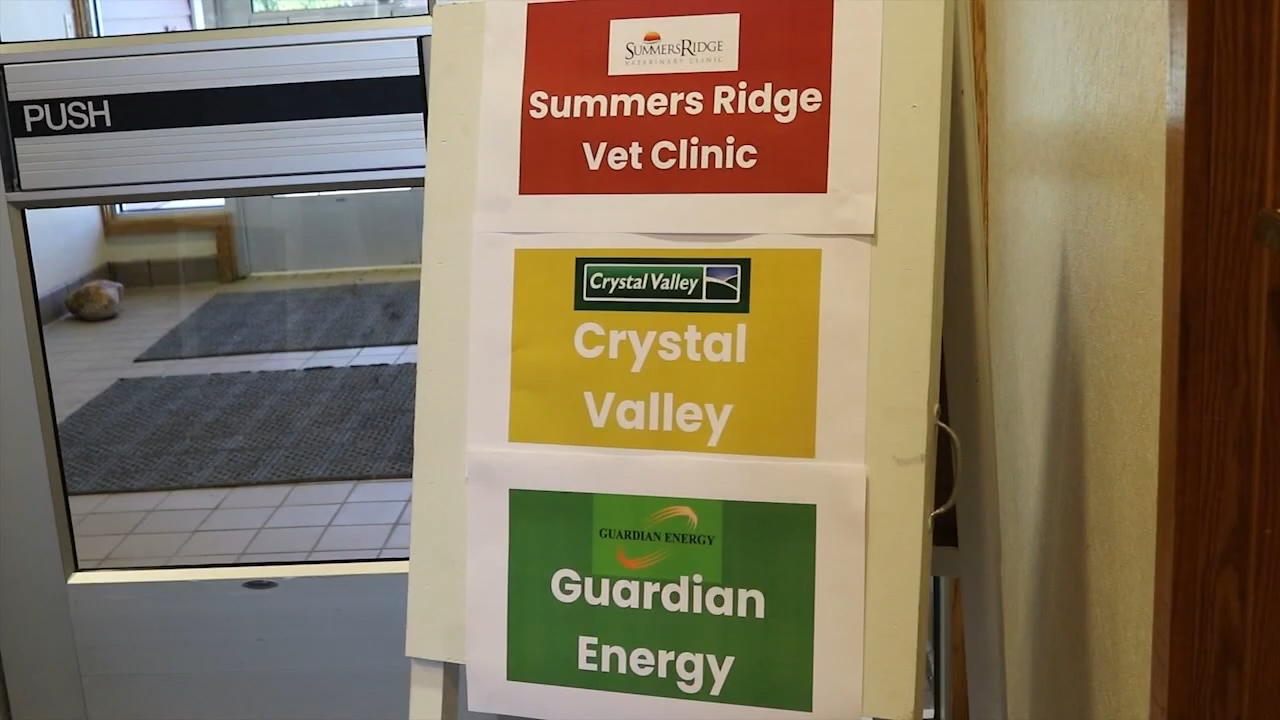 PUSH
SUMMERSRIDGE
VETERINARY CLINIC
Summers Ridge
Vet Clinic
Crystal Valley
Crystal
Valley
GUARDIAN ENERGY
Guardian
Energy